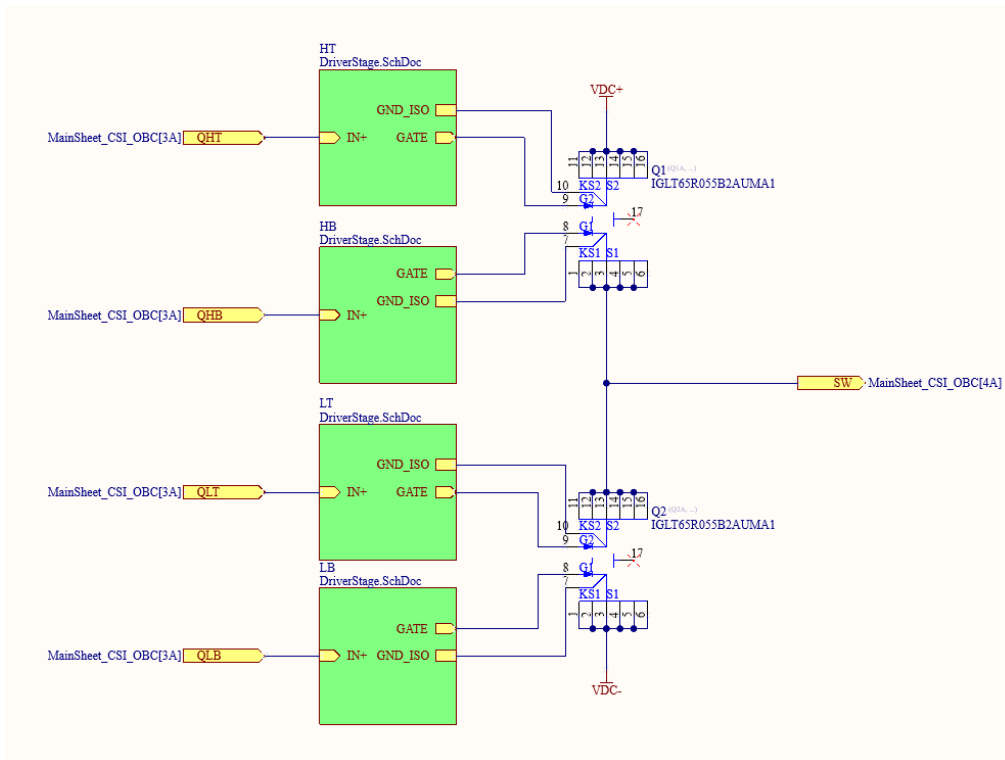 HT
DriverStage.SchDoc
GND_ISO
MainSheet_CSI_OBC[3A] QHT IN+ GATE
VDC+
11 12 13 14 15 16
Q1 (Q1A, ...)
IGLT65R055B2AUMA1
10 KS2 S2
9 G2
17
HB
DriverStage.SchDoc
8 G1
7
KS1 S1
GATE
1 2 3 4 5 6
GND_ISO
MainSheet_CSI_OBC[3A] QHB IN+
SW MainSheet_CSI_OBC[4A]
LT
DriverStage.SchDoc
GND_ISO
MainSheet_CSI_OBC[3A] QLT IN+ GATE
11 12 13 14 15 16
Q2 (Q2A, ...)
IGLT65R055B2AUMA1
10 KS2 S2
9 G2
17
LB
DriverStage.SchDoc
8 G1
7
KS1 S1
1 2 3 4 5 6
GATE
MainSheet_CSI_OBC[3A] QLB IN+ GND_ISO
VDC-